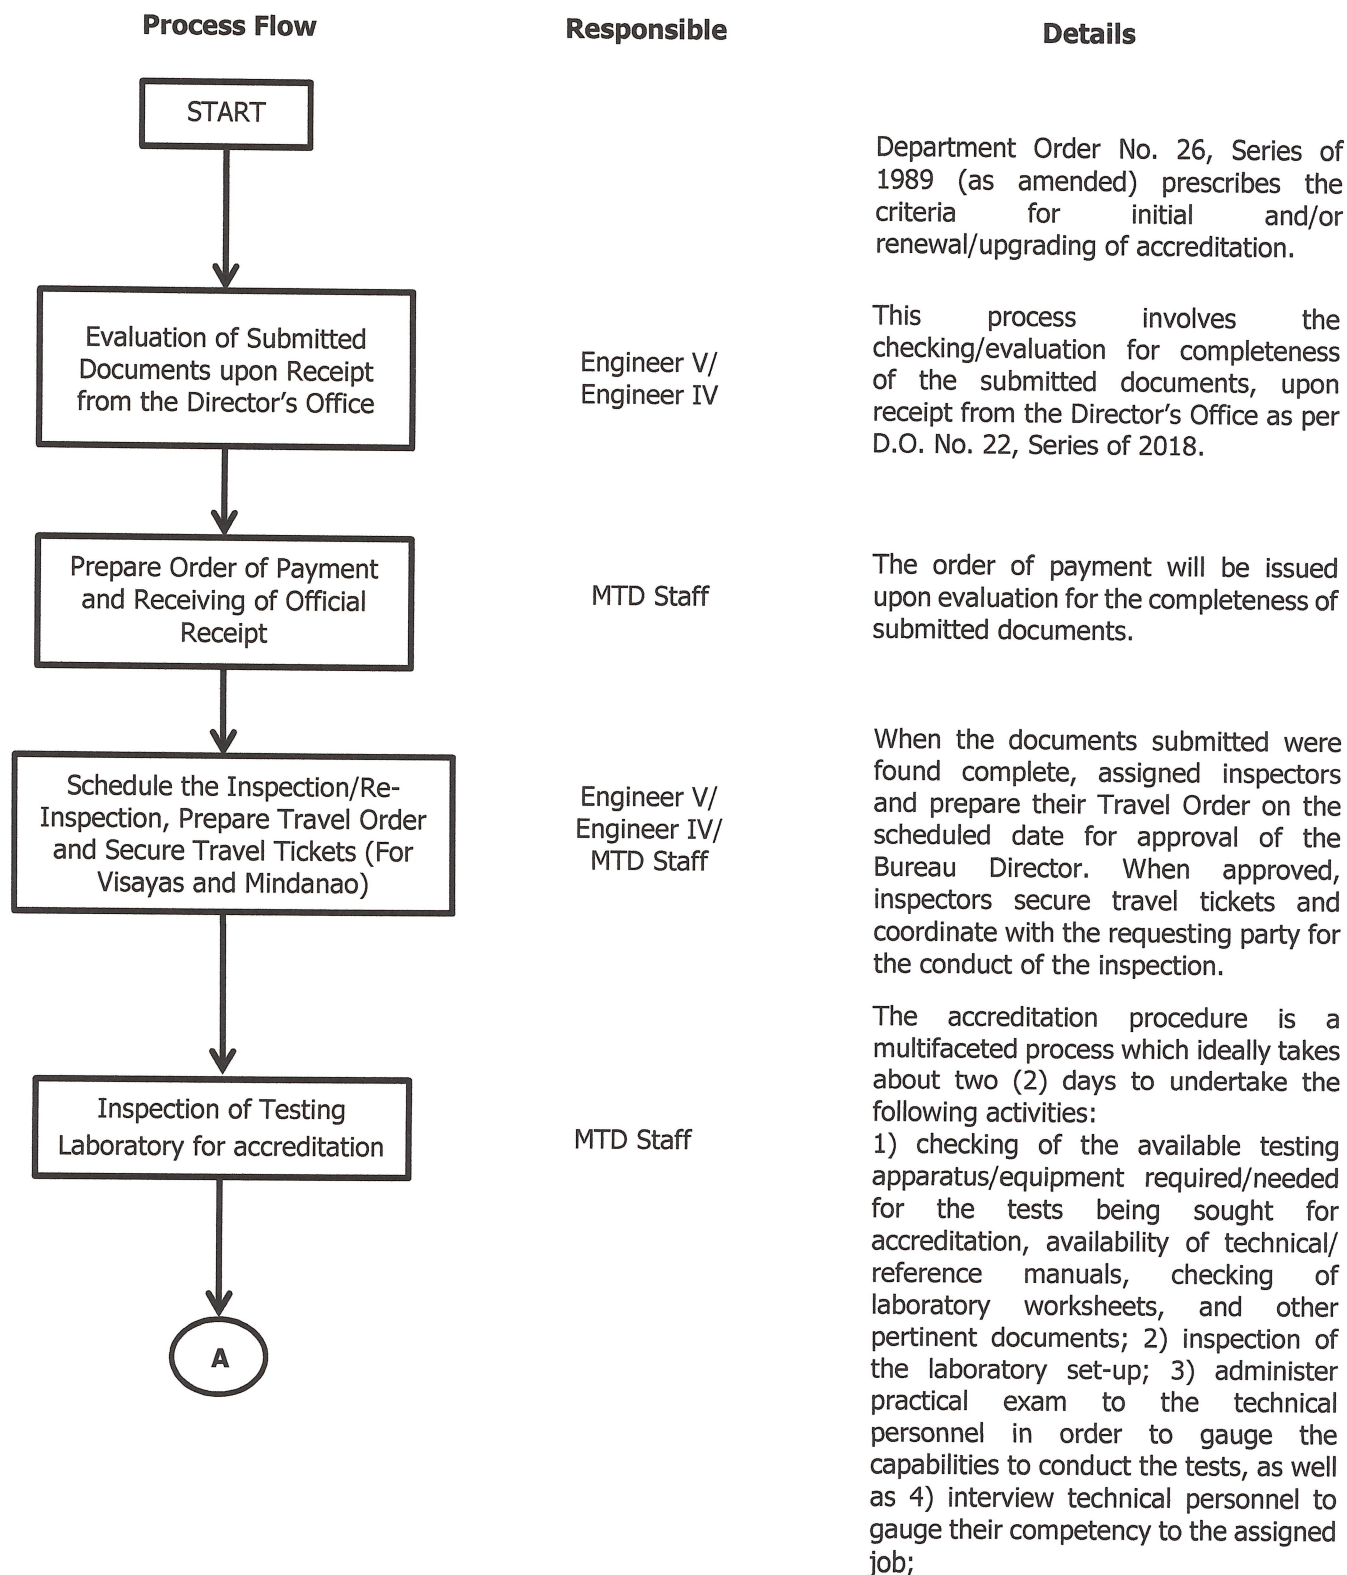 Process Flow
Responsible
Details
START
Department Order No. 26, Series of
1989 (as amended) prescribes the
criteria for initial and/or
renewal/upgrading of accreditation.
Evaluation of Submitted
Documents upon Receipt
from the Director's Office
Engineer V/
Engineer IV
This process involves the
checking/evaluation for completeness
of the submitted documents, upon
receipt from the Director's Office as per
D.O. No. 22, Series of 2018.
Prepare Order of Payment
and Receiving of Official
Receipt
MTD Staff
The order of payment will be issued
upon evaluation for the completeness of
submitted documents.
Schedule the Inspection/Re-
Inspection, Prepare Travel Order
and Secure Travel Tickets (For
Visayas and Mindanao)
Engineer V/
Engineer IV/
MTD Staff
When the documents submitted were
found complete, assigned inspectors
and prepare their Travel Order on the
scheduled date for approval of the
Bureau Director. When approved,
inspectors secure travel tickets and
coordinate with the requesting party for
the conduct of the inspection.
Inspection of Testing
Laboratory for accreditation
MTD Staff
The accreditation procedure is a
multifaceted process which ideally takes
about two (2) days to undertake the
following activities:
1) checking of the available testing
apparatus/equipment required/needed
for the tests being sought for
accreditation, availability of technical/
reference manuals, checking of
laboratory worksheets, and other
pertinent documents; 2) inspection of
the laboratory set-up; 3) administer
practical exam to the technical
personnel in order to gauge the
capabilities to conduct the tests, as well
as 4) interview technical personnel to
gauge their competency to the assigned
job;
A